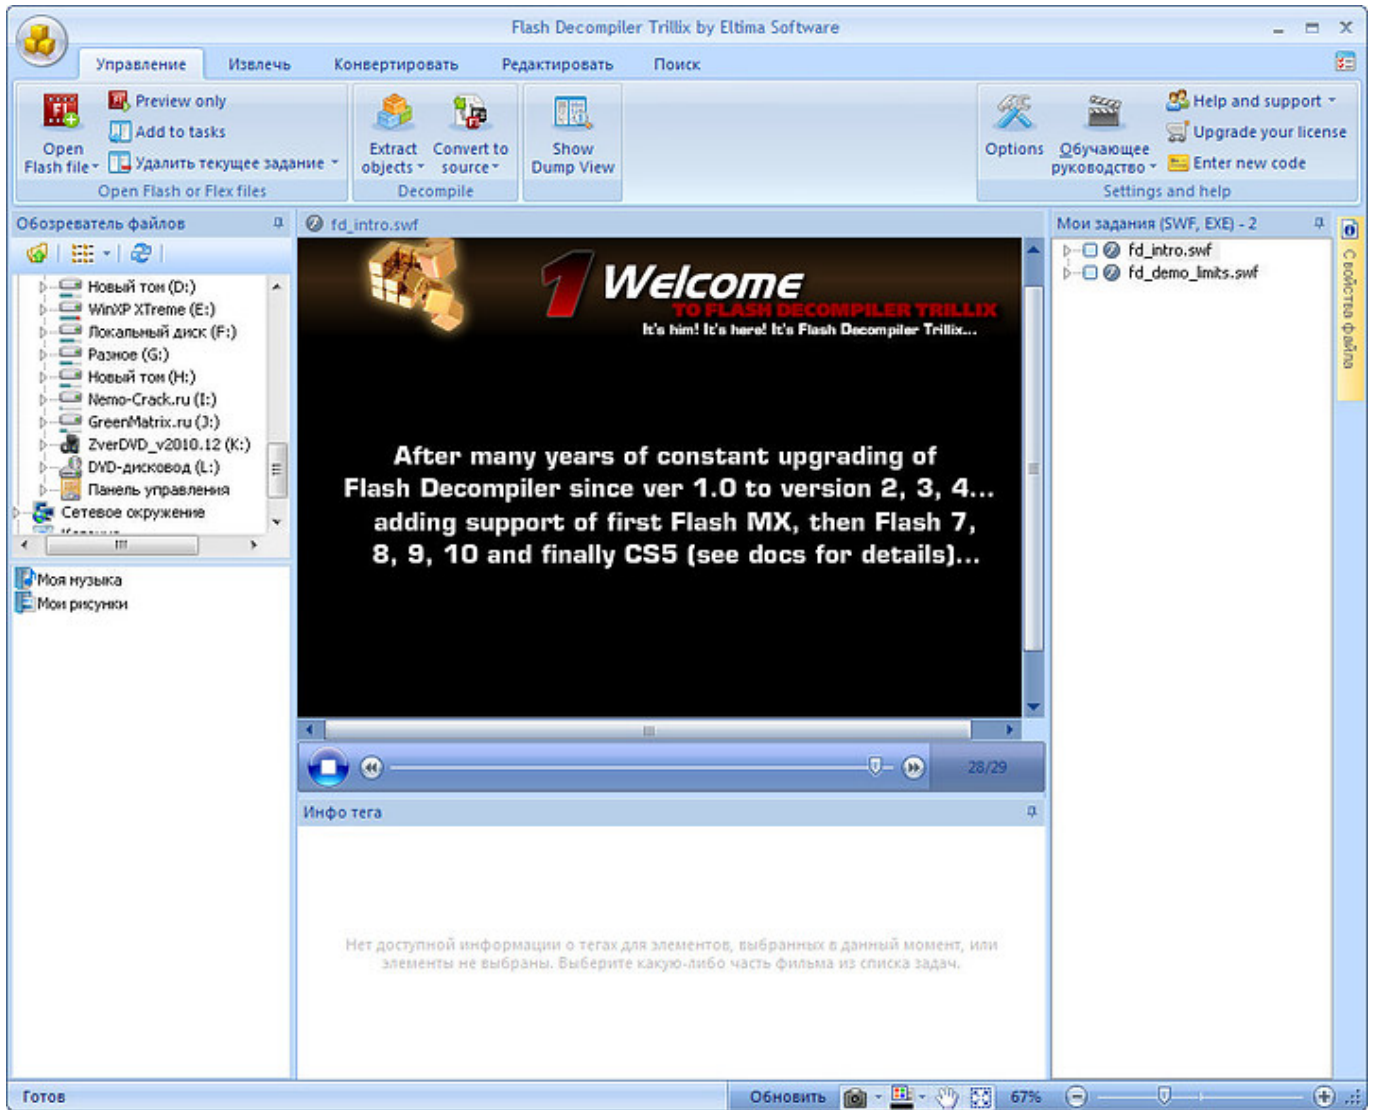 Flash Decompiler Trillix by Eltima Software
Управление Извлечь Конвертировать Редактировать Поиск
Open Flash file
Preview only
Add to tasks
Удалить текущее задание
Open Flash or Flex files
Extract objects
Convert to source
Decompile
Show Dump View
Options
Обучающее руководство
Help and support
Upgrade your license
Enter new code
Settings and help
Обозреватель файлов
Новый том (D:)
WinXP XTreme (E:)
Локальный диск (F:)
Разное (G:)
Новый том (H:)
Nemo-Crack.ru (I:)
GreenMatrix.ru (J:)
ZverDVD_v2010.12 (K:)
DVD-дисковод (L:)
Панель управления
Сетевое окружение
Моя музыка
Мои рисунки
fd_intro.swf
1 Welcome
TO FLASH DECOMPILER TRILLIX
It's him! It's here! It's Flash Decompiler Trillix...
After many years of constant upgrading of
Flash Decompiler since ver 1.0 to version 2, 3, 4...
adding support of first Flash MX, then Flash 7,
8, 9, 10 and finally CS5 (see docs for details)...
28/29
Инфо тега
Нет доступной информации о тегах для элементов, выбранных в данный момент, или
элементы не выбраны. Выберите какую-либо часть фильма из списка задач.
Мои задания (SWF, EXE) - 2
fd_intro.swf
fd_demo_limits.swf
Свойства файла
Готов
Обновить
67%